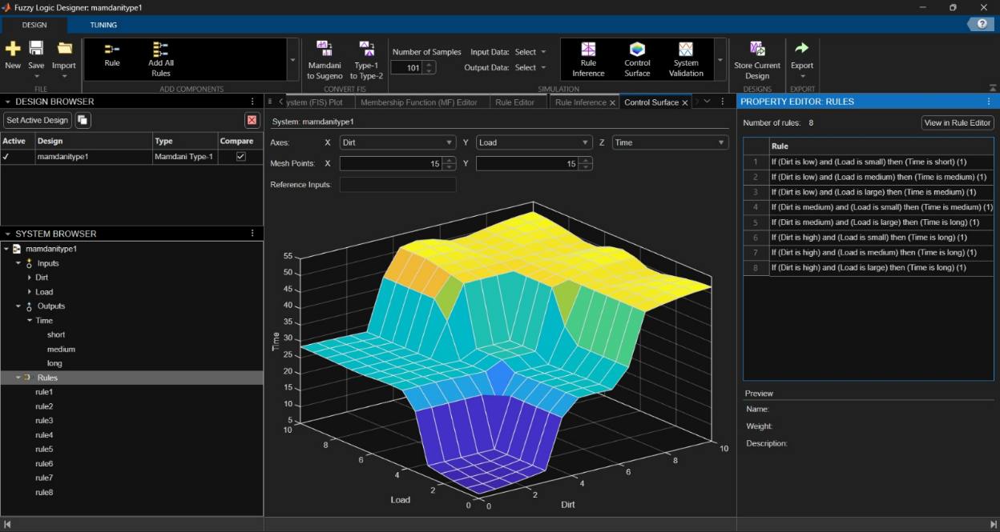 Fuzzy Logic Designer: mamdanitype1
DESIGN
TUNING
New
Save
Import
FILE
Rule
Add All
Rules
ADD COMPONENTS
Mamdani
to Sugeno
Type-1
to Type-2
CONVERT FIS
Number of Samples
101
Input Data: Select
Output Data: Select
Rule
Inference
Control
Surface
System
Validation
SIMULATION
Store Current
Design
DESIGNS
Export
EXPORT
DESIGN BROWSER
Set Active Design
Active Design Type Compare
mamdanitype1 Mamdani Type-1
SYSTEM BROWSER
mamdanitype1
Inputs
Dirt
Load
Outputs
Time
short
medium
long
Rules
rule1
rule2
rule3
rule4
rule5
rule6
rule7
rule8
ystem (FIS) Plot
Membership Function (MF) Editor
Rule Editor
Rule Inference
Control Surface
System: mamdanitype1
Axes: X Dirt Y Load Z Time
Mesh Points: X 15 Y 15
Reference Inputs:
55
50
45
40
35
30
25
20
15
10
5
Time
10
8
6
4
2
0
Load
0
2
4
6
8
10
Dirt
PROPERTY EDITOR: RULES
Number of rules: 8
View in Rule Editor
Rule
1 If (Dirt is low) and (Load is small) then (Time is short) (1)
2 If (Dirt is low) and (Load is medium) then (Time is medium) (1)
3 If (Dirt is low) and (Load is large) then (Time is medium) (1)
4 If (Dirt is medium) and (Load is small) then (Time is medium) (1)
5 If (Dirt is medium) and (Load is large) then (Time is long) (1)
6 If (Dirt is high) and (Load is small) then (Time is long) (1)
7 If (Dirt is high) and (Load is medium) then (Time is long) (1)
8 If (Dirt is high) and (Load is large) then (Time is long) (1)
Preview
Name:
Weight:
Description: